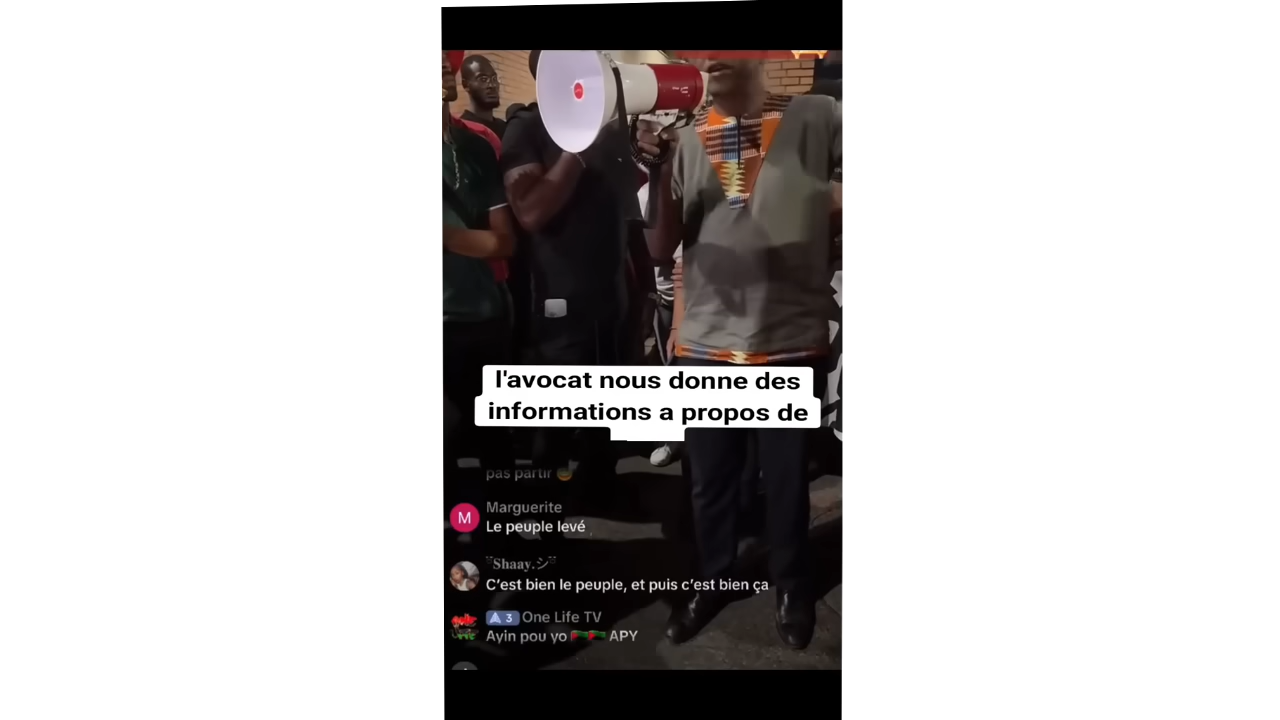 l'avocat nous donne des
informations a propos de
pas partir
Marguerite
Le peuple levé
Shaay.シ
C'est bien le peuple, et puis c'est bien ça
3 One Life TV
Ayin pou yo APY
M